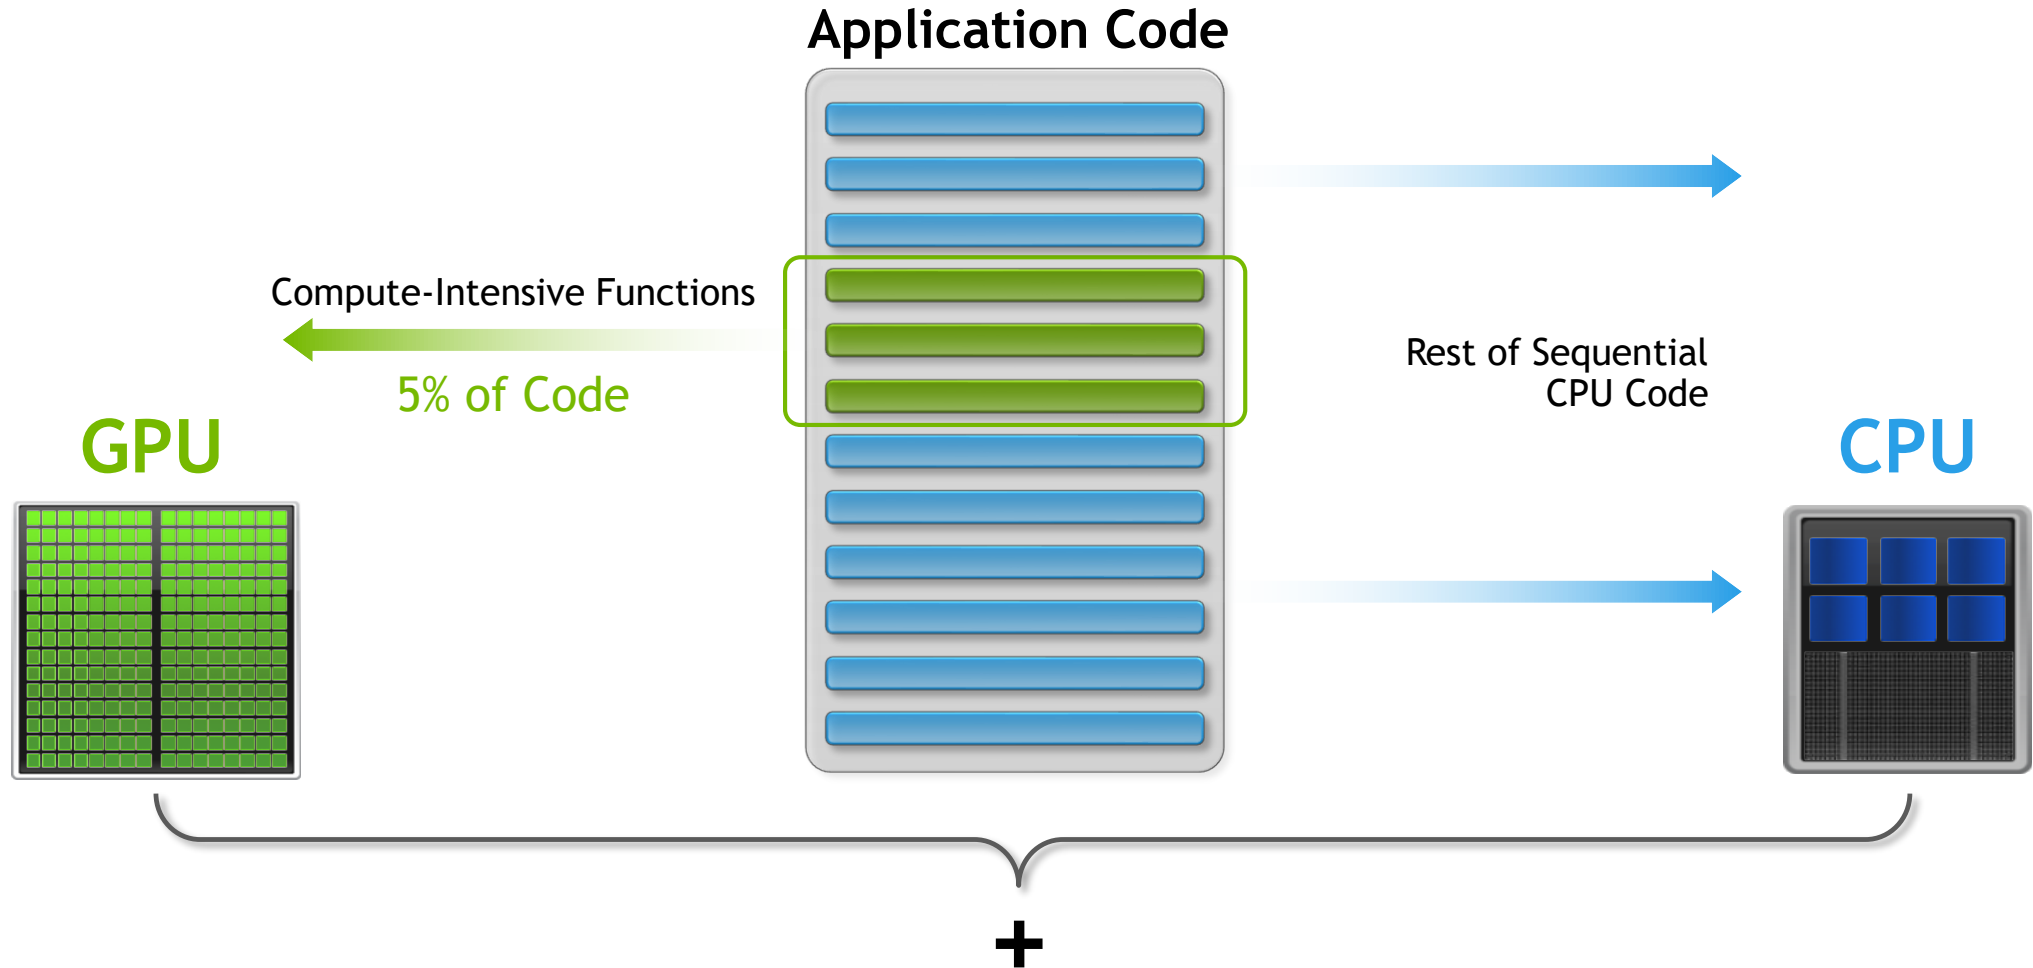 Application Code
Compute-Intensive Functions
5% of Code
GPU
Rest of Sequential
CPU Code
CPU
+